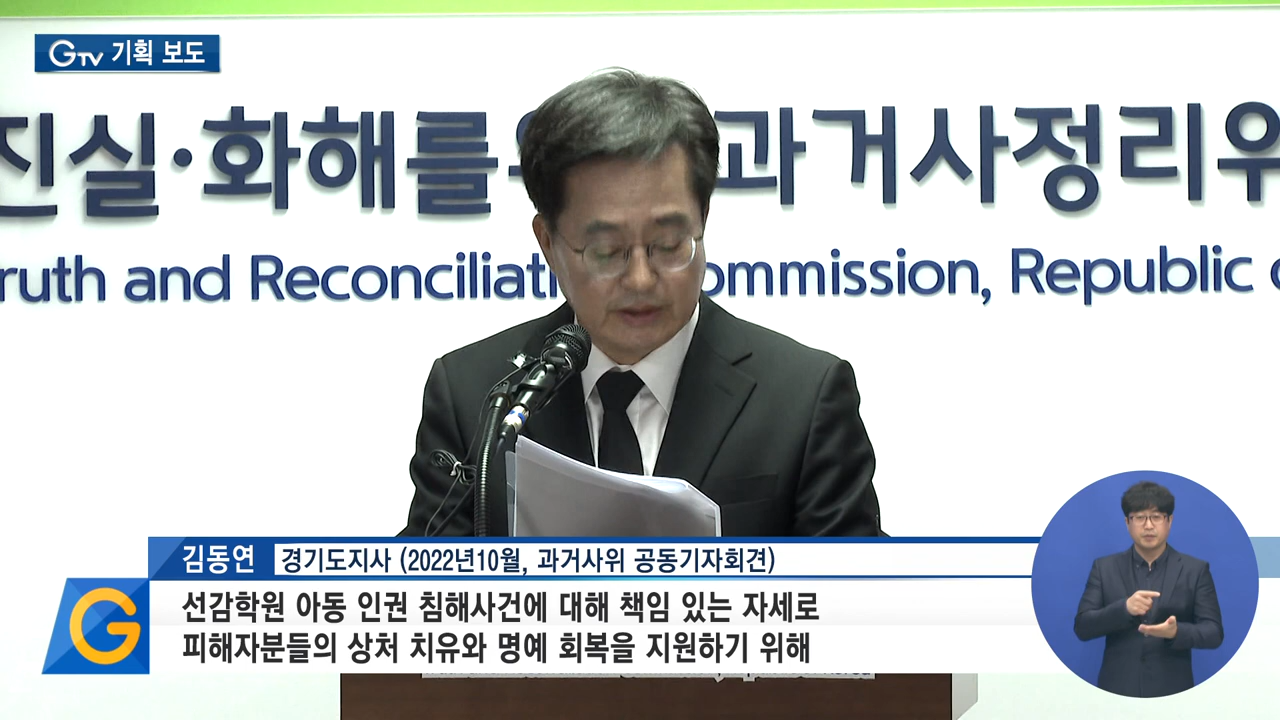 GTV 기획 보도
진실·화해를 과거사정리위
ruth and Reconciliati ommission, Republic
김동연 경기도지사 (2022년10월, 과거사위 공동기자회견)
선감학원 아동 인권 침해사건에 대해 책임 있는 자세로
피해자분들의 상처 치유와 명예 회복을 지원하기 위해
G